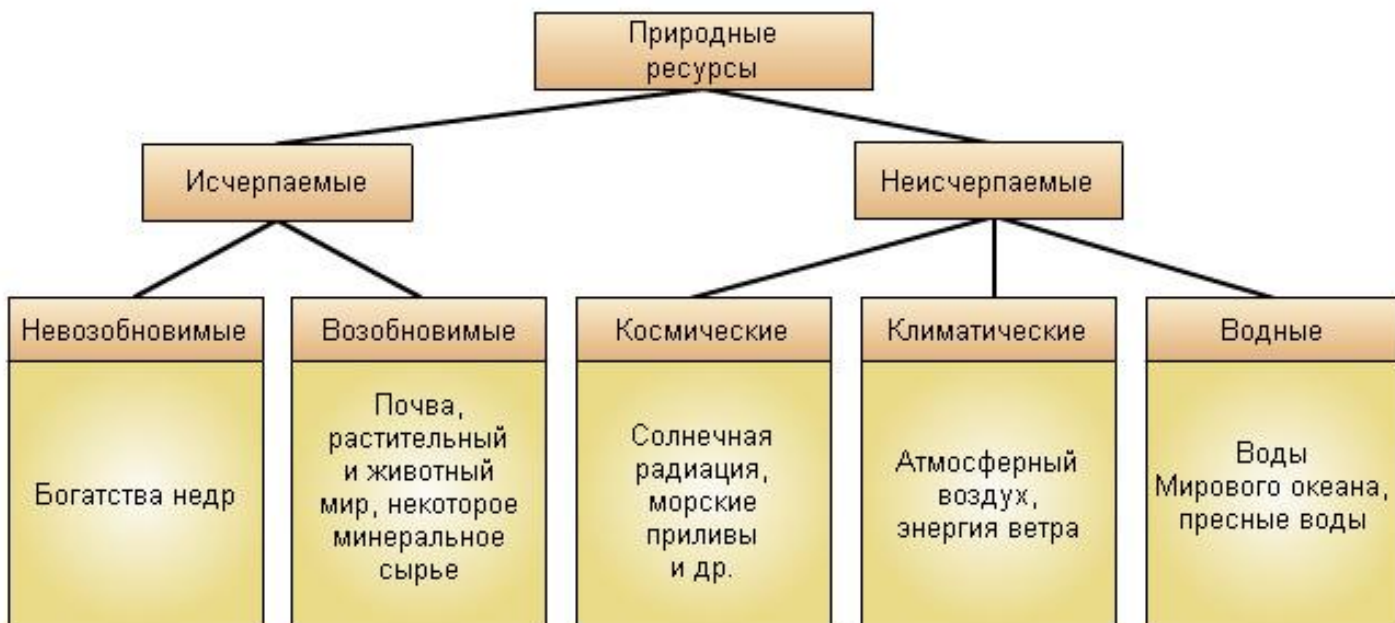 Природные
ресурсы
Исчерпаемые
Неисчерпаемые
Невозобновимые
Возобновимые
Космические
Климатические
Водные
Богатства недр
Почва,
растительный
и животный
мир, некоторое
минеральное
сырье
Солнечная
радиация,
морские
приливы
и др.
Атмосферный
воздух,
энергия ветра
Воды
Мирового океана,
пресные воды